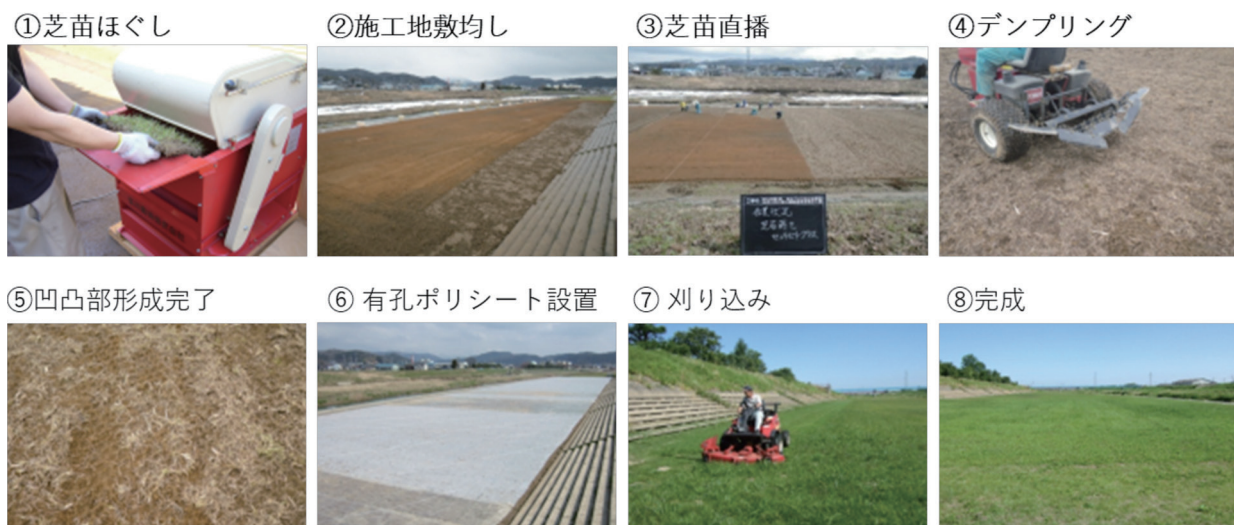 ①芝苗ほぐし
②施工地敷均し
③芝苗直播
④デンプリング
⑤凹凸部形成完了
⑥ 有孔ポリシート設置
⑦ 刈り込み
⑧完成